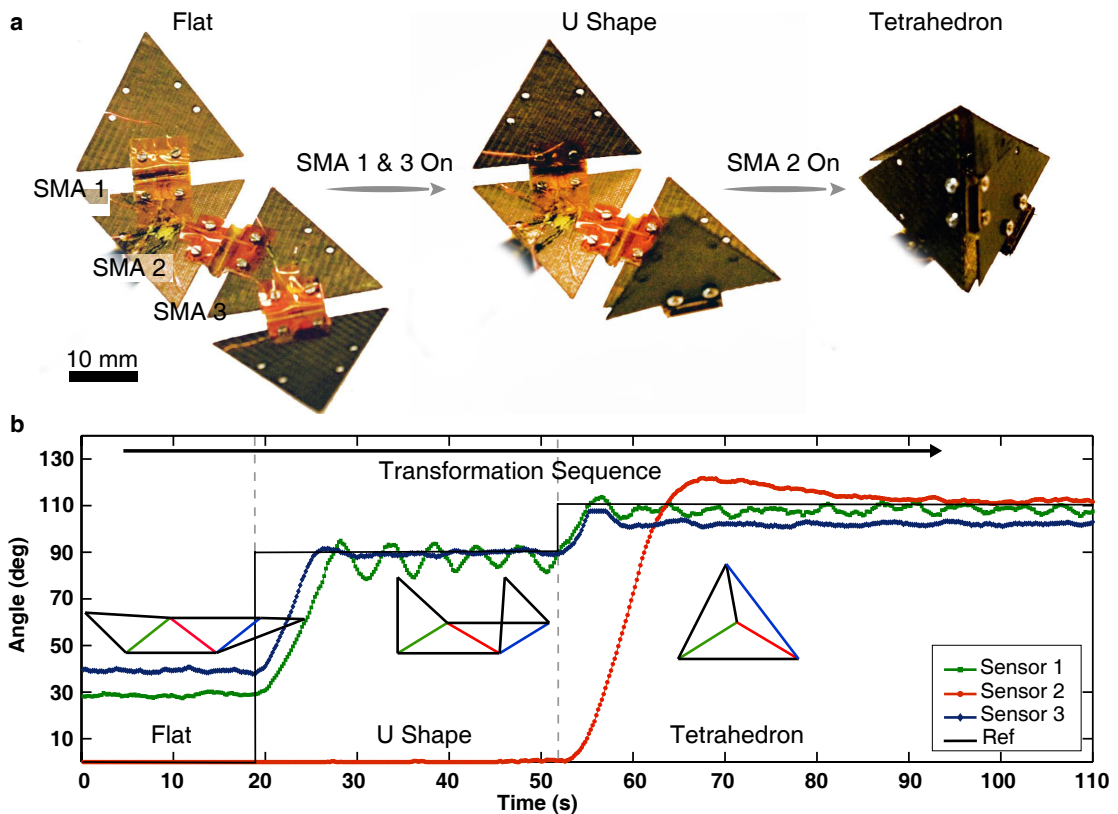 a
Flat
U Shape
Tetrahedron
SMA 1
SMA 1 & 3 On
SMA 2 On
SMA 2
SMA 3
10 mm
b
Transformation Sequence
Angle (deg)
130
110
90
70
50
30
10
Flat
U Shape
Tetrahedron
Sensor 1
Sensor 2
Sensor 3
Ref
0 10 20 30 40 50 60 70 80 90 100 110
Time (s)